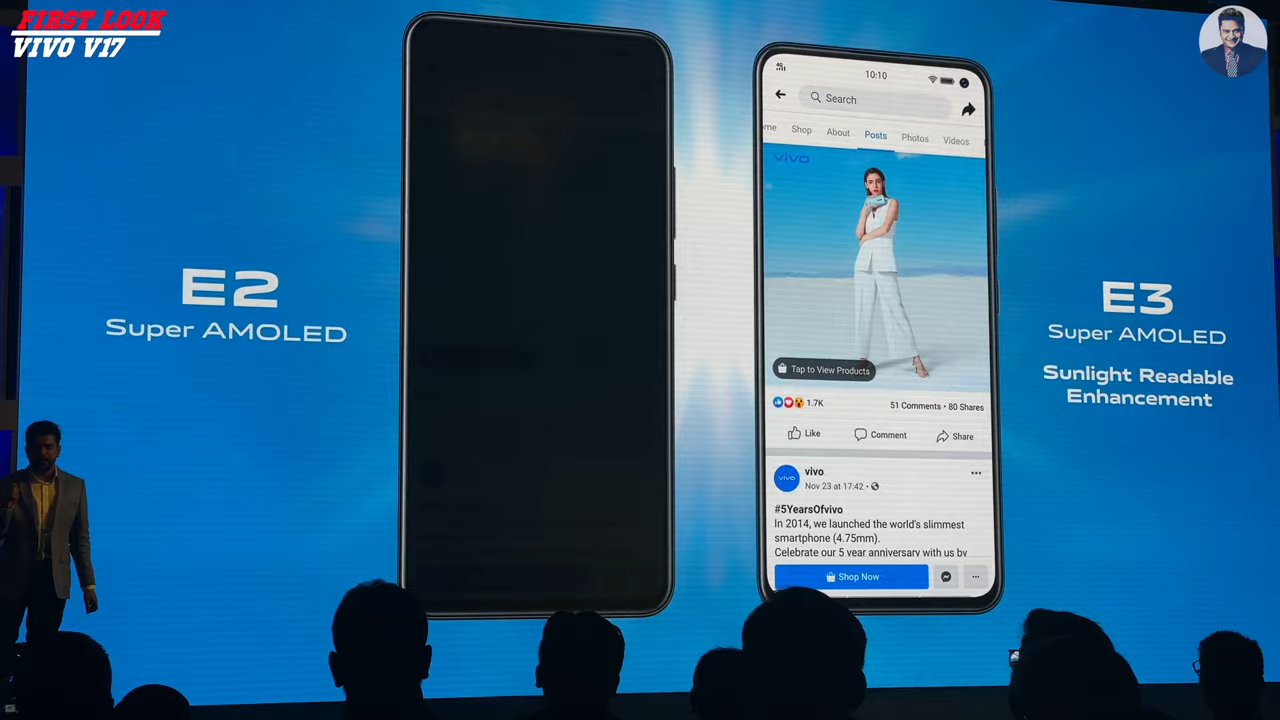 FIRST LOOK
VIVO V17
E2
Super AMOLED
4G
10:10
Search
me Shop About Posts Photos Videos
vivo
Tap to View Products
1.7K
51 Comments • 80 Shares
Like Comment Share
vivo
vivo
Nov 23 at 17:42 •
#5YearsOfvivo
In 2014, we launched the world's slimmest
smartphone (4.75mm).
Celebrate our 5 year anniversary with us by
Shop Now
E3
Super AMOLED
Sunlight Readable
Enhancement